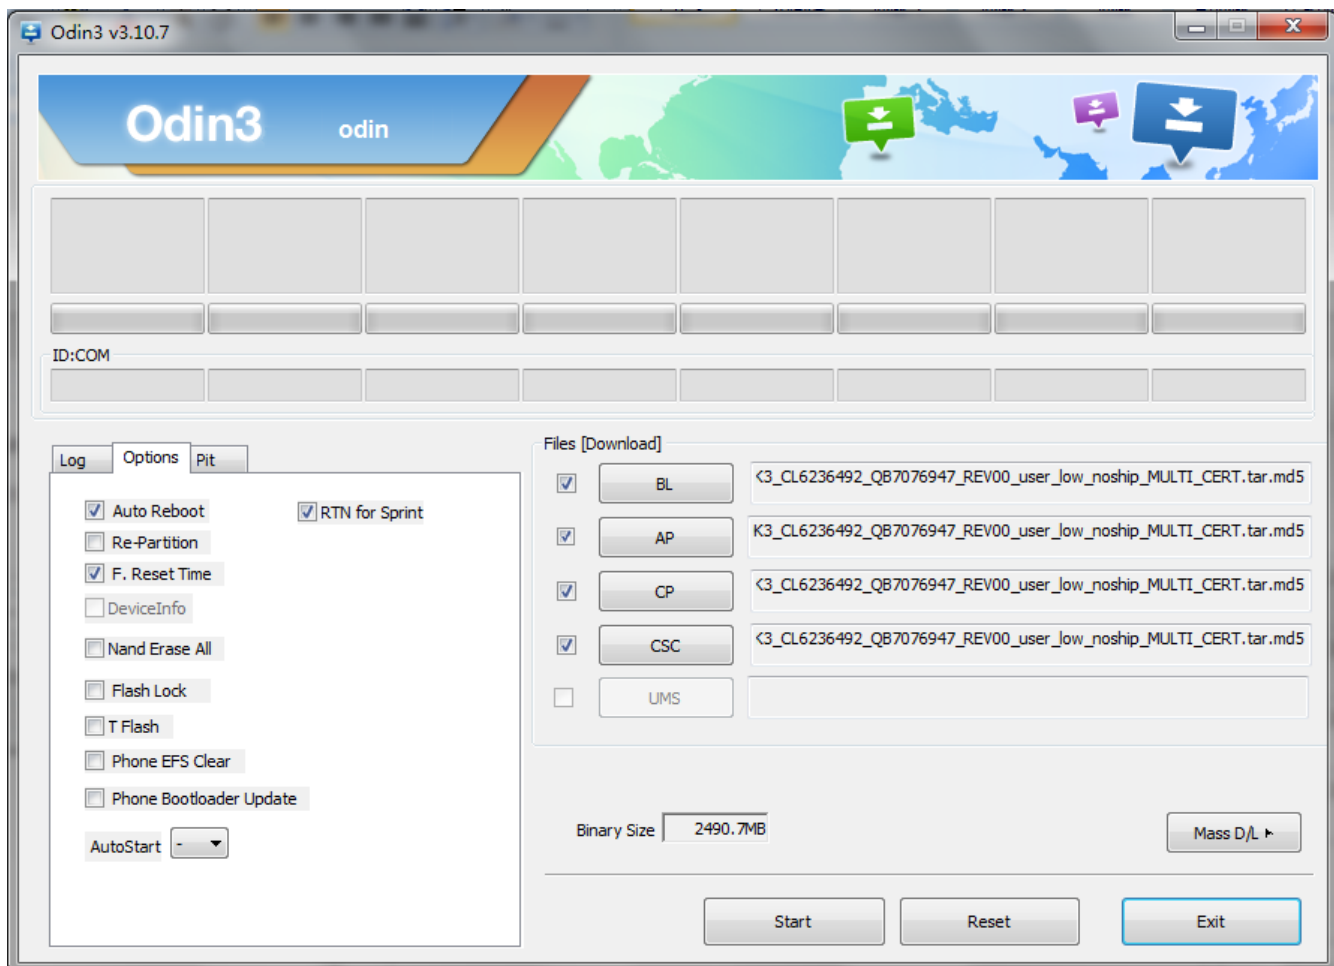 Odin3 v3.10.7
Odin3 odin
ID:COM
Log Options Pit
Auto Reboot RTN for Sprint
Re-Partition
F. Reset Time
DeviceInfo
Nand Erase All
Flash Lock
T Flash
Phone EFS Clear
Phone Bootloader Update
AutoStart -
Files [Download]
BL K3_CL6236492_QB7076947_REV00_user_low_noship_MULTI_CERT.tar.md5
AP K3_CL6236492_QB7076947_REV00_user_low_noship_MULTI_CERT.tar.md5
CP K3_CL6236492_QB7076947_REV00_user_low_noship_MULTI_CERT.tar.md5
CSC K3_CL6236492_QB7076947_REV00_user_low_noship_MULTI_CERT.tar.md5
UMS
Binary Size 2490.7MB
Mass D/L
Start Reset Exit